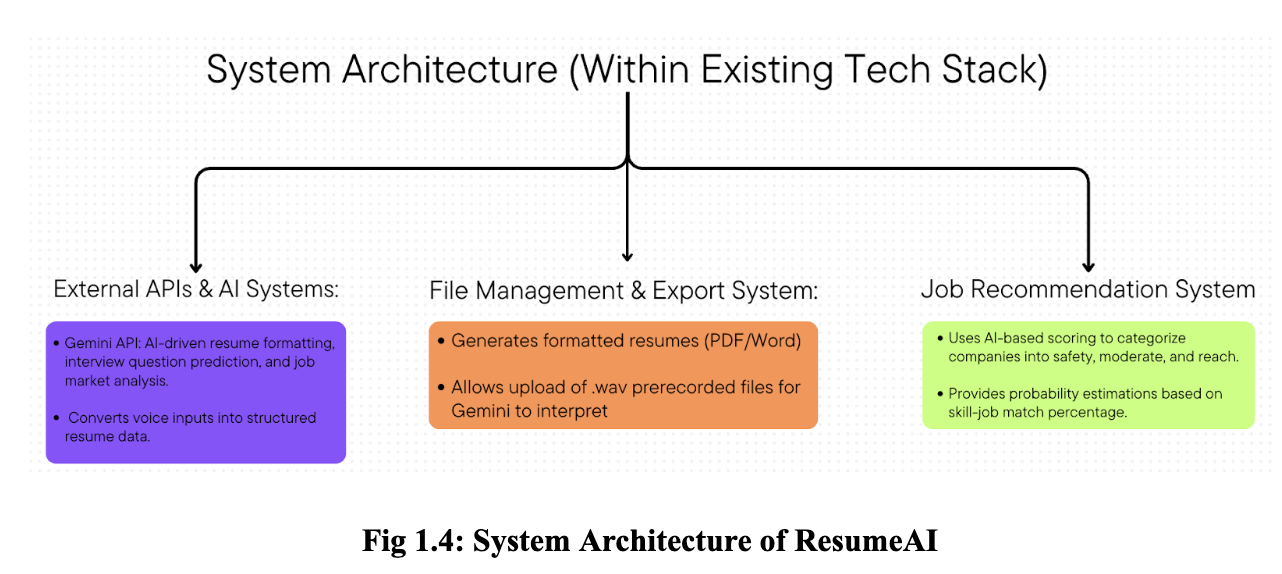 System Architecture (Within Existing Tech Stack)
External APIs & AI Systems:
• Gemini API: AI-driven resume formatting,
interview question prediction, and job
market analysis.
• Converts voice inputs into structured
resume data.
File Management & Export System:
• Generates formatted resumes (PDF/Word)
• Allows upload of .wav prerecorded files for
Gemini to interpret
Job Recommendation System
• Uses AI-based scoring to categorize
companies into safety, moderate, and reach.
• Provides probability estimations based on
skill-job match percentage.
Fig 1.4: System Architecture of ResumeAI